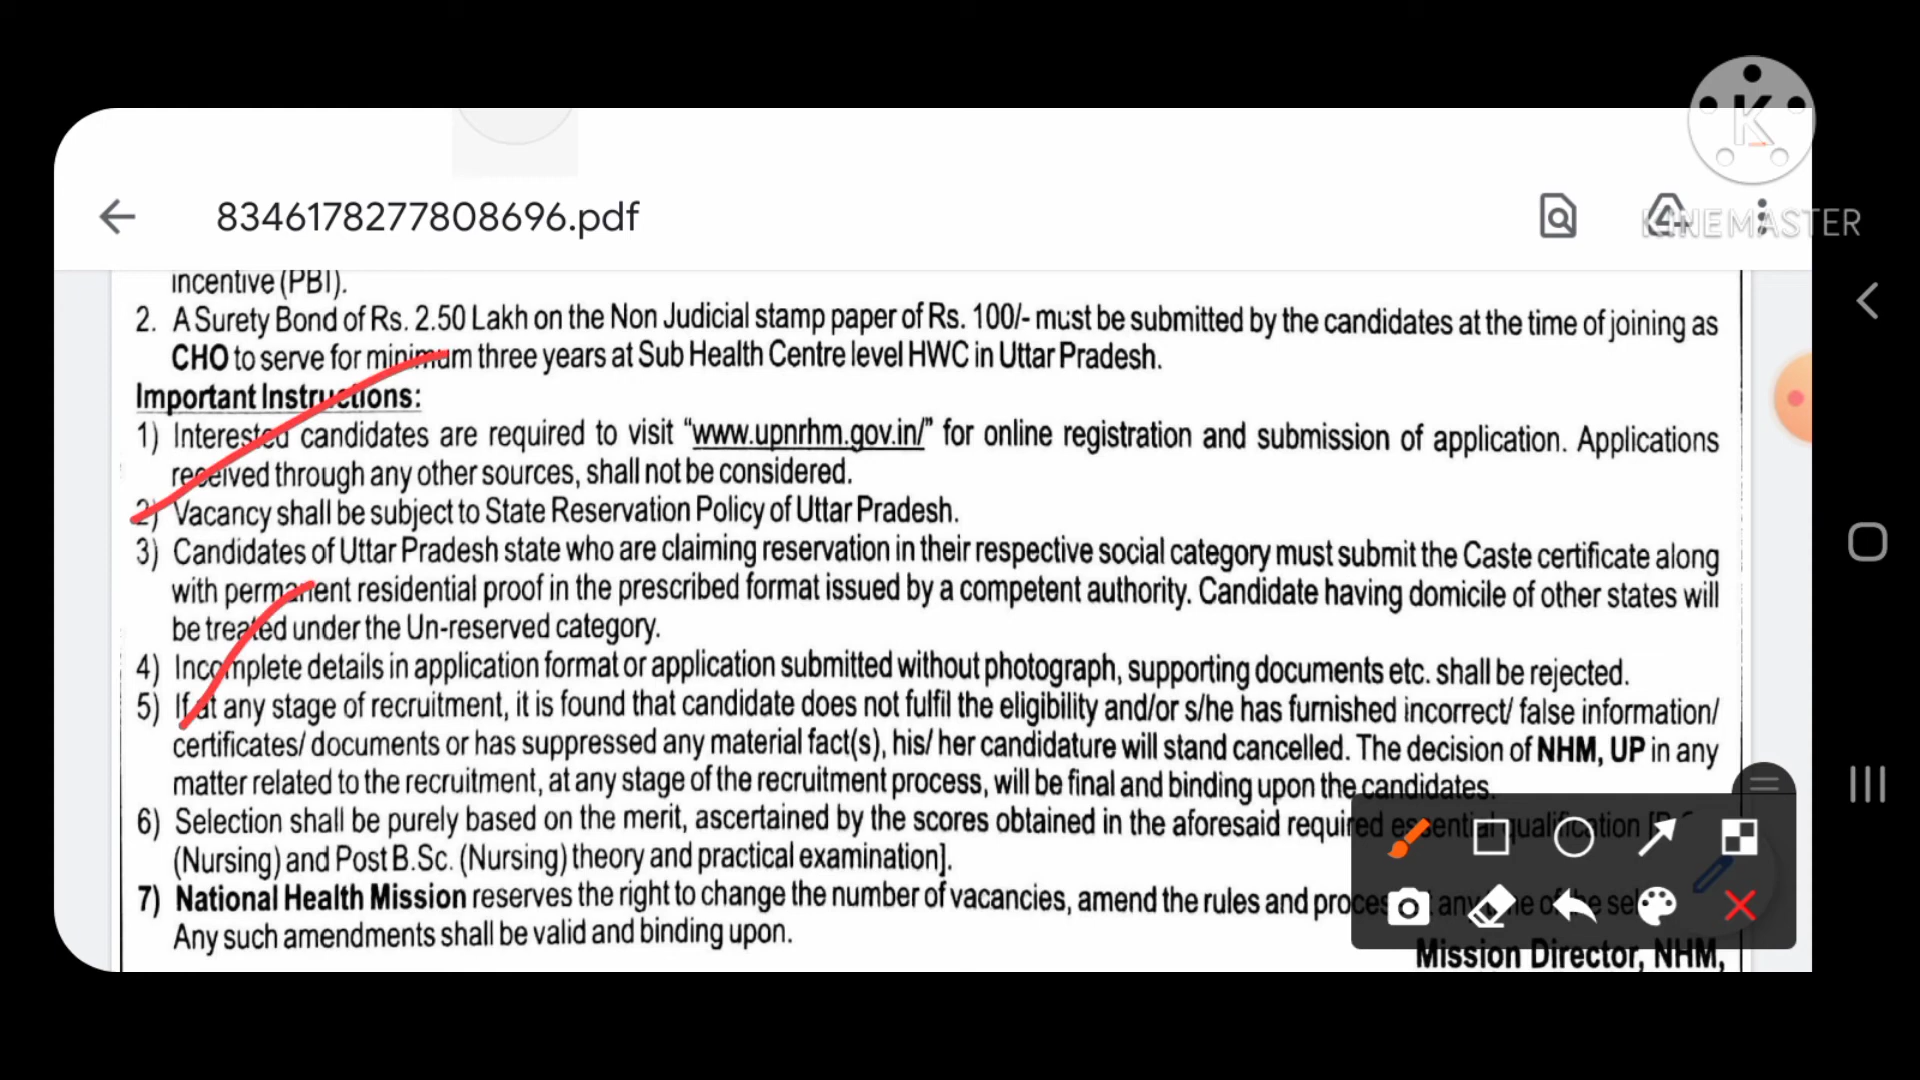 K
KINEMASTER
8346178277808696.pdf
incentive (PBI).
2. A Surety Bond of Rs. 2.50 Lakh on the Non Judicial stamp paper of Rs. 100/- must be submitted by the candidates at the time of joining as
CHO to serve for minimum three years at Sub Health Centre level HWC in Uttar Pradesh.
Important Instructions:
1) Interested candidates are required to visit “www.upnrhm.gov.in/” for online registration and submission of application. Applications
received through any other sources, shall not be considered.
2) Vacancy shall be subject to State Reservation Policy of Uttar Pradesh.
3) Candidates of Uttar Pradesh state who are claiming reservation in their respective social category must submit the Caste certificate along
with permanent residential proof in the prescribed format issued by a competent authority. Candidate having domicile of other states will
be treated under the Un-reserved category.
4) Incomplete details in application format or application submitted without photograph, supporting documents etc. shall be rejected.
5) If at any stage of recruitment, it is found that candidate does not fulfil the eligibility and/or s/he has furnished incorrect/ false information/
certificates/ documents or has suppressed any material fact(s), his/ her candidature will stand cancelled. The decision of NHM, UP in any
matter related to the recruitment, at any stage of the recruitment process, will be final and binding upon the candidates.
6) Selection shall be purely based on the merit, ascertained by the scores obtained in the aforesaid required essential qualification
(Nursing) and Post B.Sc. (Nursing) theory and practical examination].
7) National Health Mission reserves the right to change the number of vacancies, amend the rules and of the
Any such amendments shall be valid and binding upon.
Mission Director, NHM,